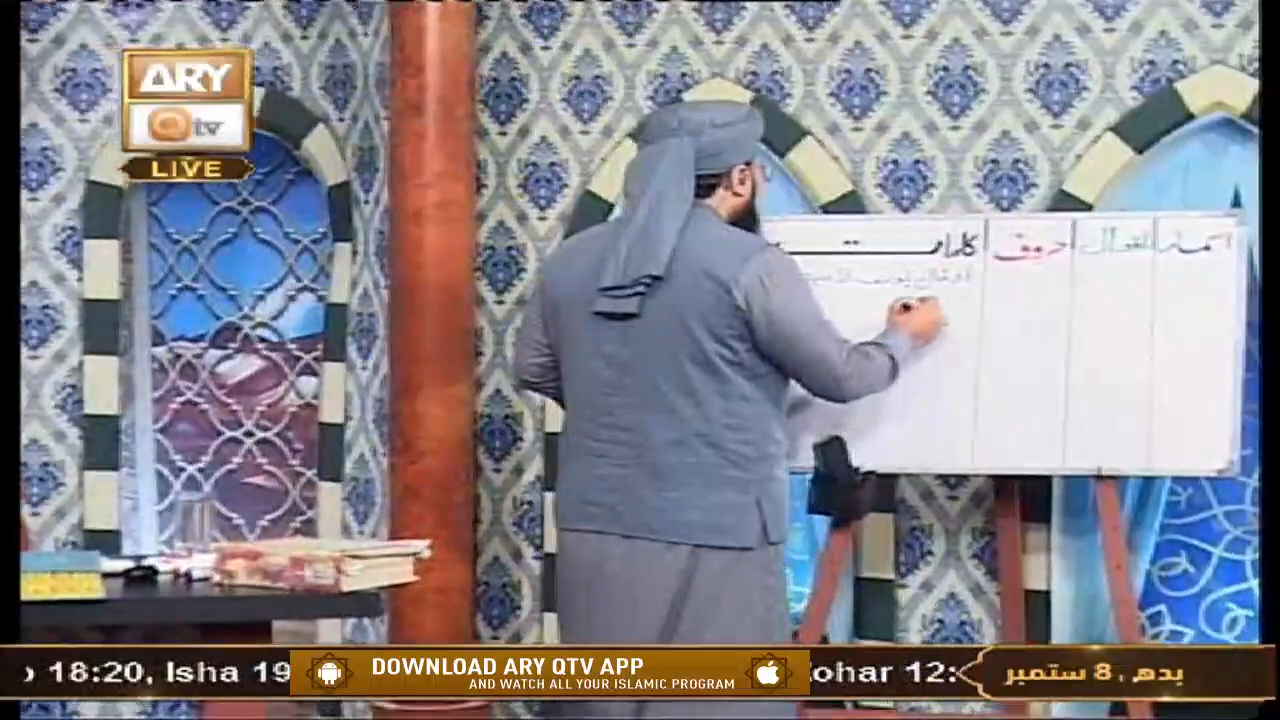 ARY
Qtv
LIVE
اسماء افعال حروف کلمات
18:20, Isha 19
DOWNLOAD ARY QTV APP
AND WATCH ALL YOUR ISLAMIC PROGRAM
ohar 12:
بدھ , 8 ستمبر